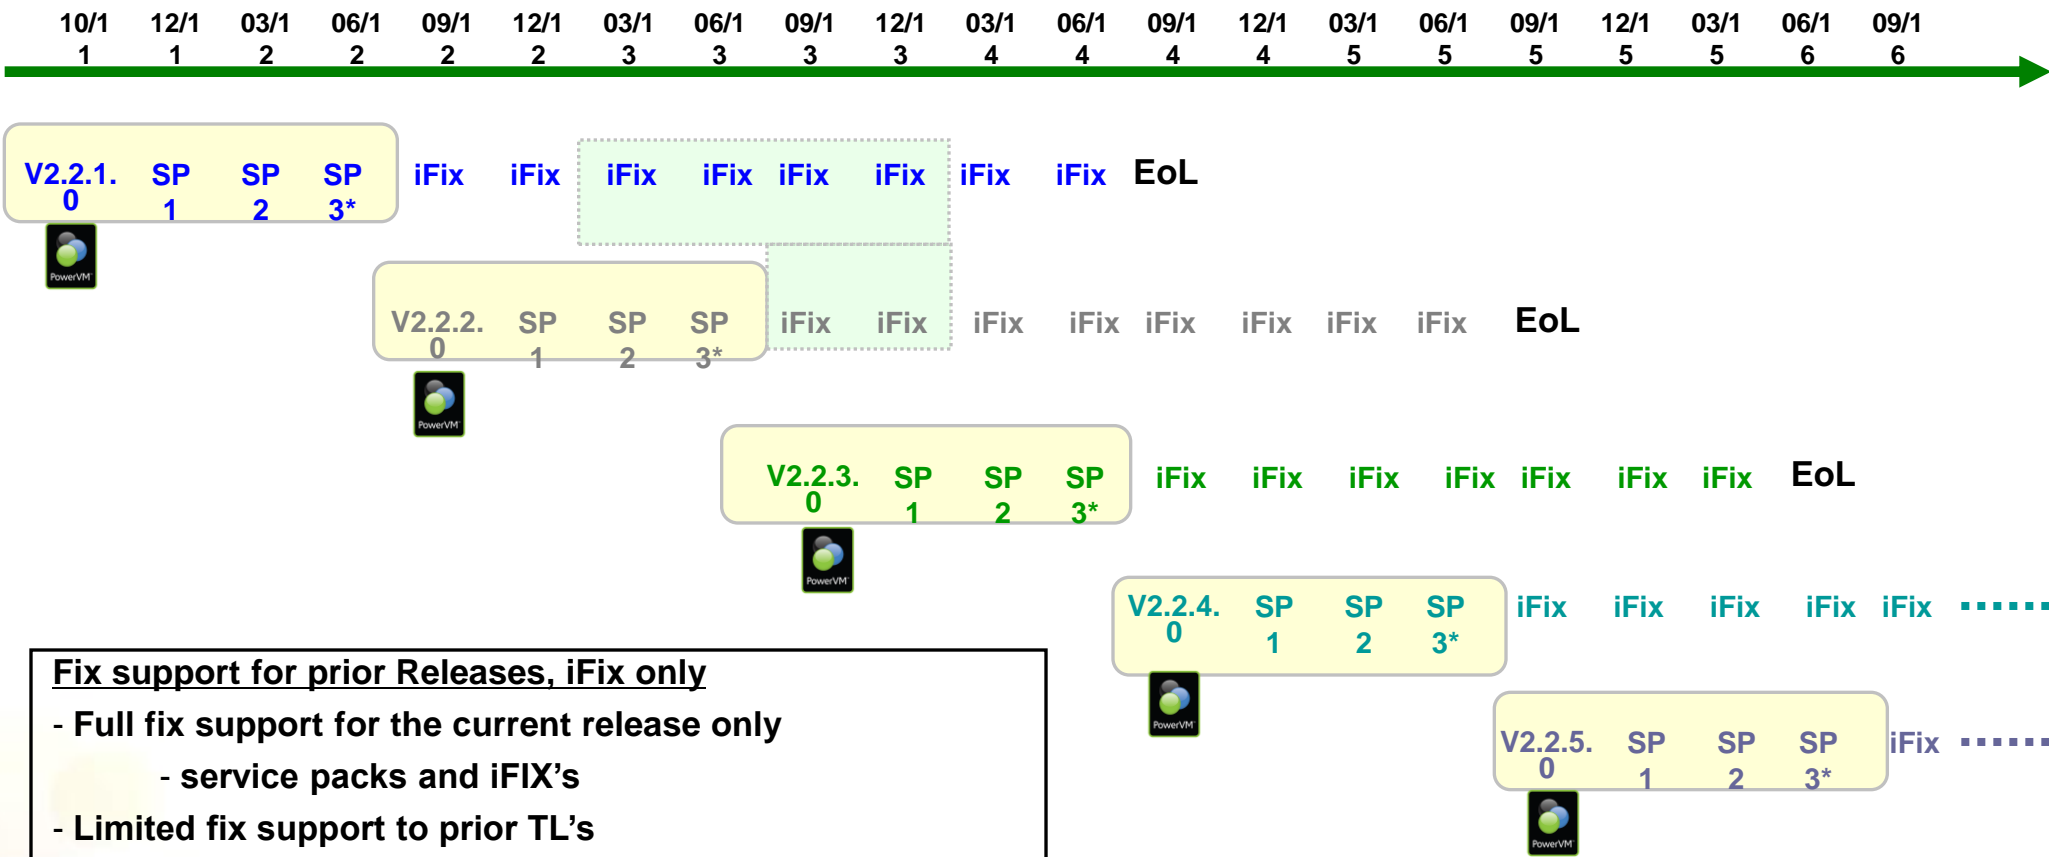 10/1 12/1 03/1 06/1 09/1 12/1 03/1 06/1 09/1 12/1 03/1 06/1 09/1 12/1 03/1 06/1 09/1 12/1 03/1 06/1 09/1
1 1 2 2 2 2 3 3 3 3 4 4 4 4 5 5 5 5 5 6 6
V2.2.1. SP SP SP iFix iFix iFix iFix iFix iFix iFix iFix EoL
0 1 2 3*
PowerVM™
V2.2.2. SP SP SP iFix iFix iFix iFix iFix iFix iFix iFix EoL
0 1 2 3*
PowerVM™
V2.2.3. SP SP SP iFix iFix iFix iFix iFix iFix iFix EoL
0 1 2 3*
PowerVM™
V2.2.4. SP SP SP iFix iFix iFix iFix iFix
0 1 2 3*
PowerVM™
V2.2.5. SP SP SP iFix
0 1 2 3*
PowerVM™
Fix support for prior Releases, iFix only
- Full fix support for the current release only
- service packs and iFIX’s
- Limited fix support to prior TL’s